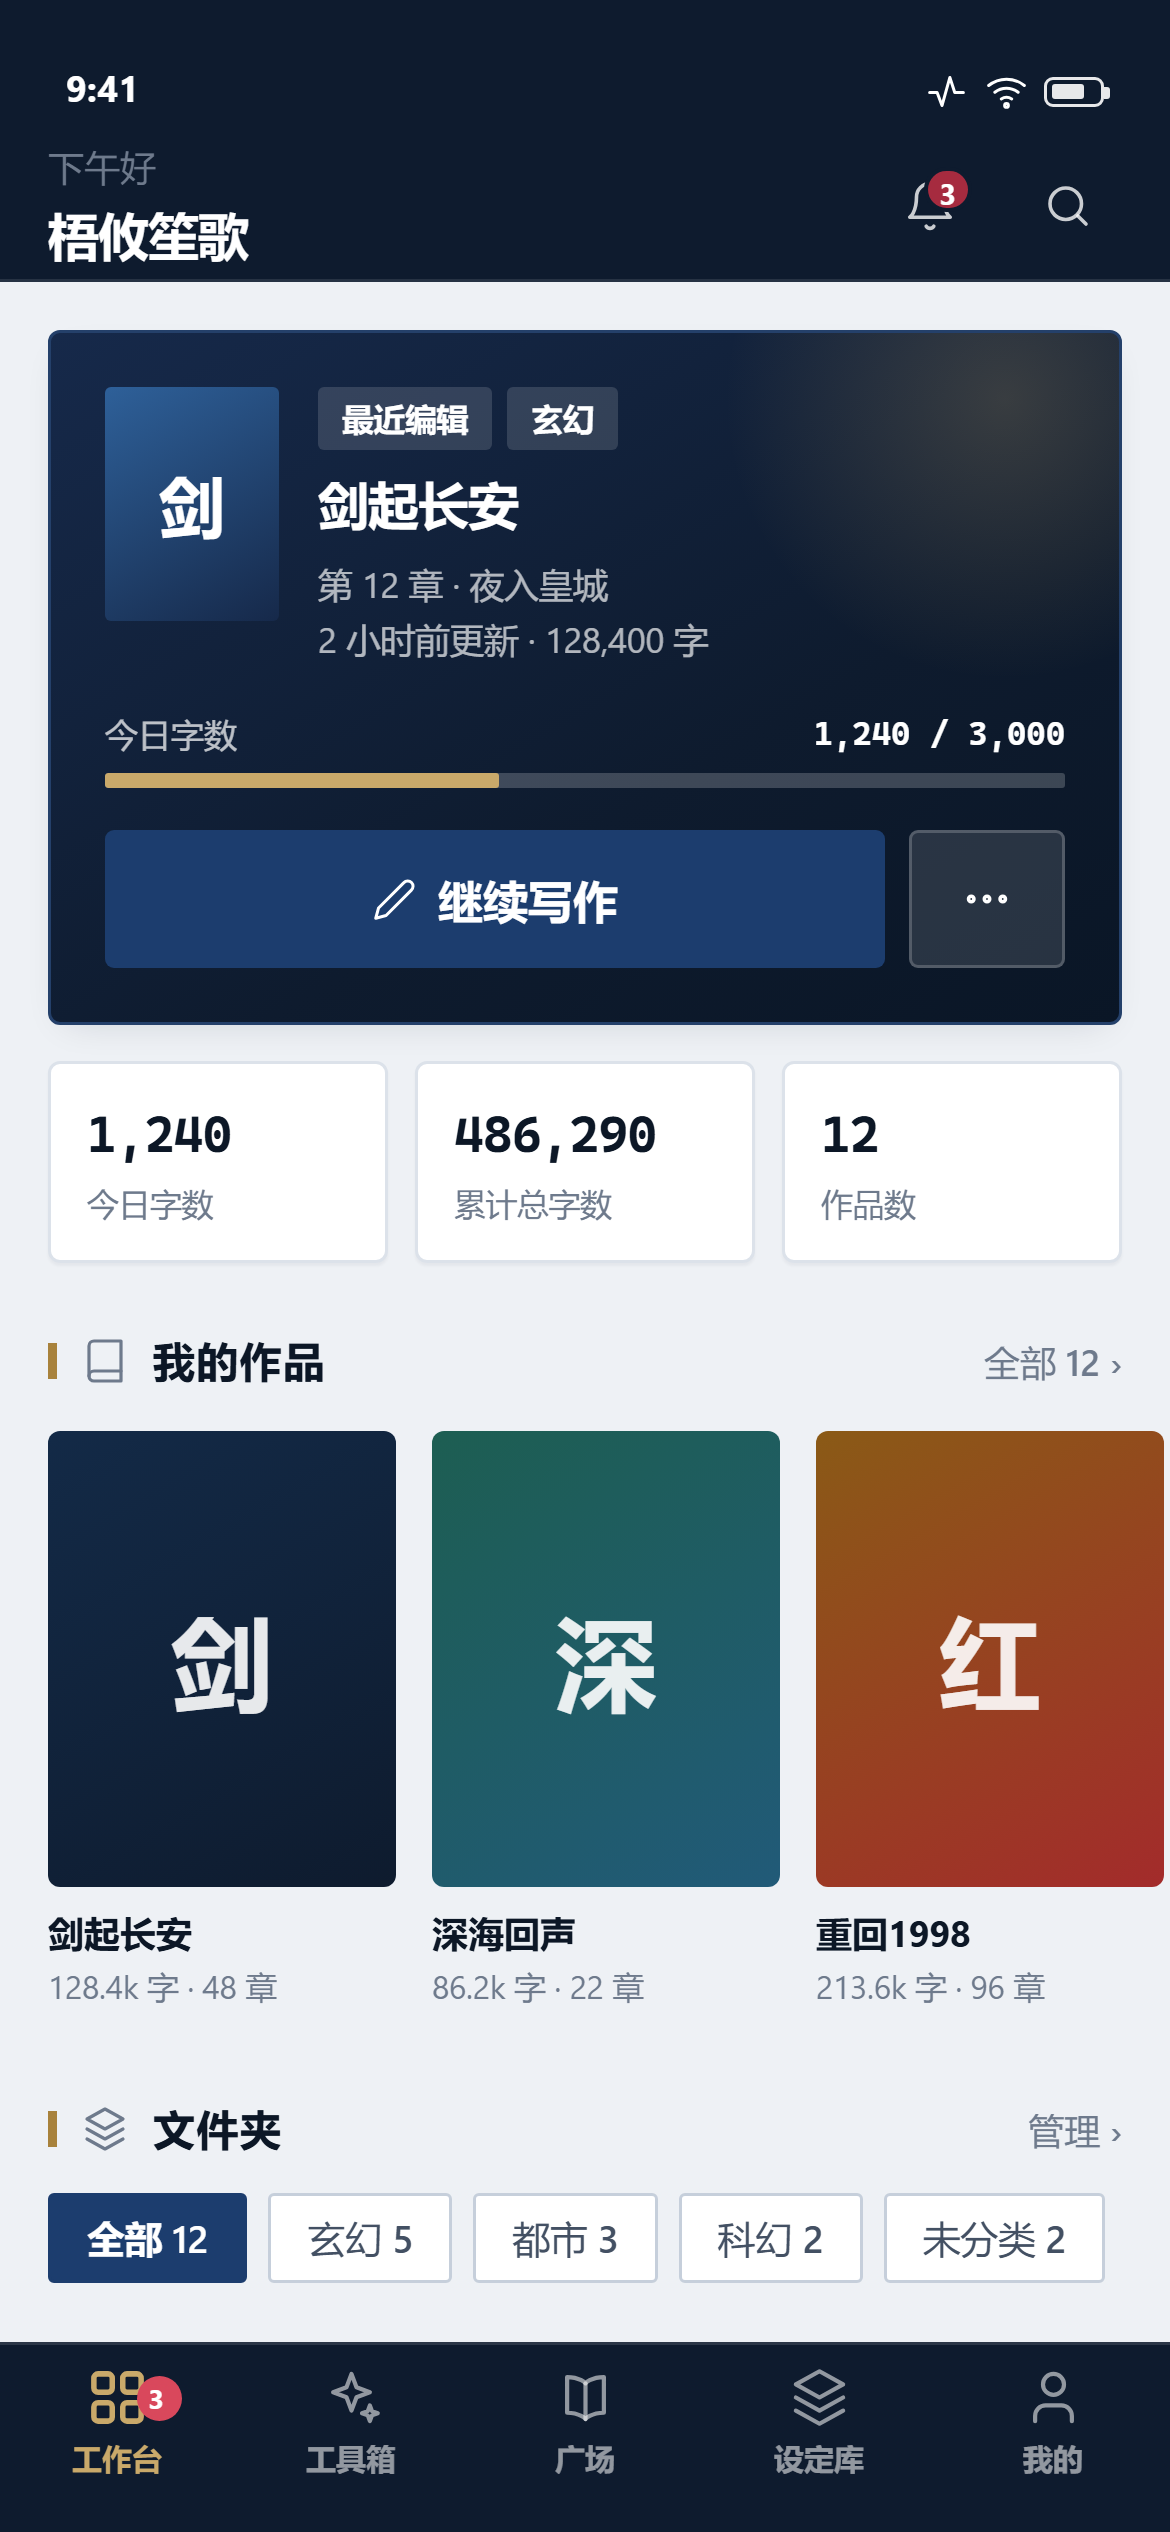 9:41
下午好
梧攸笙歌
3
剑
最近编辑 玄幻
剑起长安
第 12 章 · 夜入皇城
2 小时前更新 · 128,400 字
今日字数 1,240 / 3,000
继续写作
1,240
今日字数
486,290
累计总字数
12
作品数
我的作品 全部 12 ›
剑
深
红
剑起长安
128.4k 字 · 48 章
深海回声
86.2k 字 · 22 章
重回1998
213.6k 字 · 96 章
文件夹 管理 ›
全部 12 玄幻 5 都市 3 科幻 2 未分类 2
3
工作台 工具箱 广场 设定库 我的